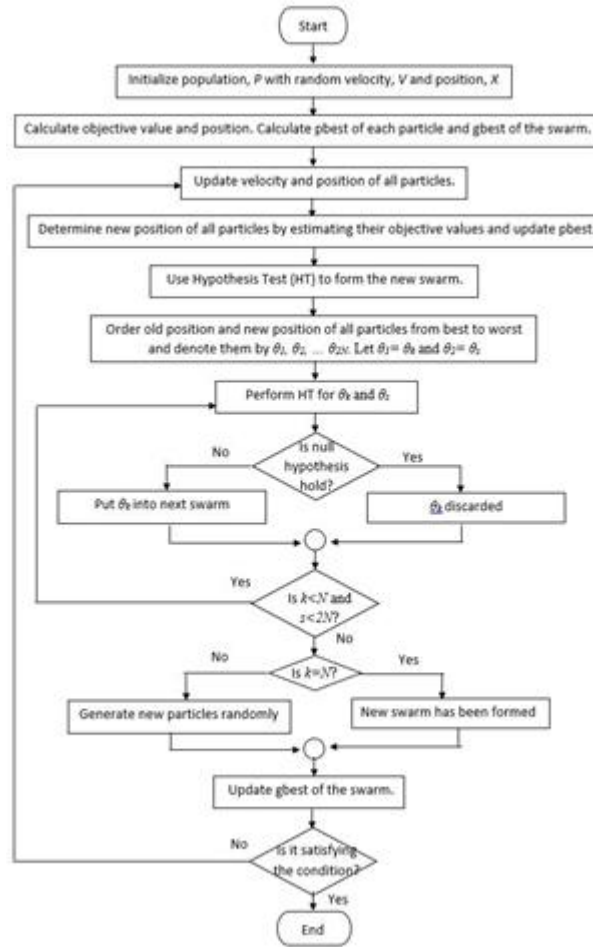 Start
Initialize population, P with random velocity, V and position, X
Calculate objective value and position. Calculate pbest of each particle and gbest of the swarm.
Update velocity and position of all particles.
Determine new position of all particles by estimating their objective values and update pbest
Use Hypothesis Test (HT) to form the new swarm.
Order old position and new position of all particles from best to worst
and denote them by θ1, θ2, ... θ2N. Let θ1= θk and θ2= θs
Perform HT for θk and θs
Is null
hypothesis
hold?
No
Yes
Put θk into next swarm
θk discarded
Yes
Is k<N and
s<2N?
No
No
Is k=N?
Yes
Generate new particles randomly
New swarm has been formed
Update gbest of the swarm.
No
Is it satisfying
the condition?
Yes
End